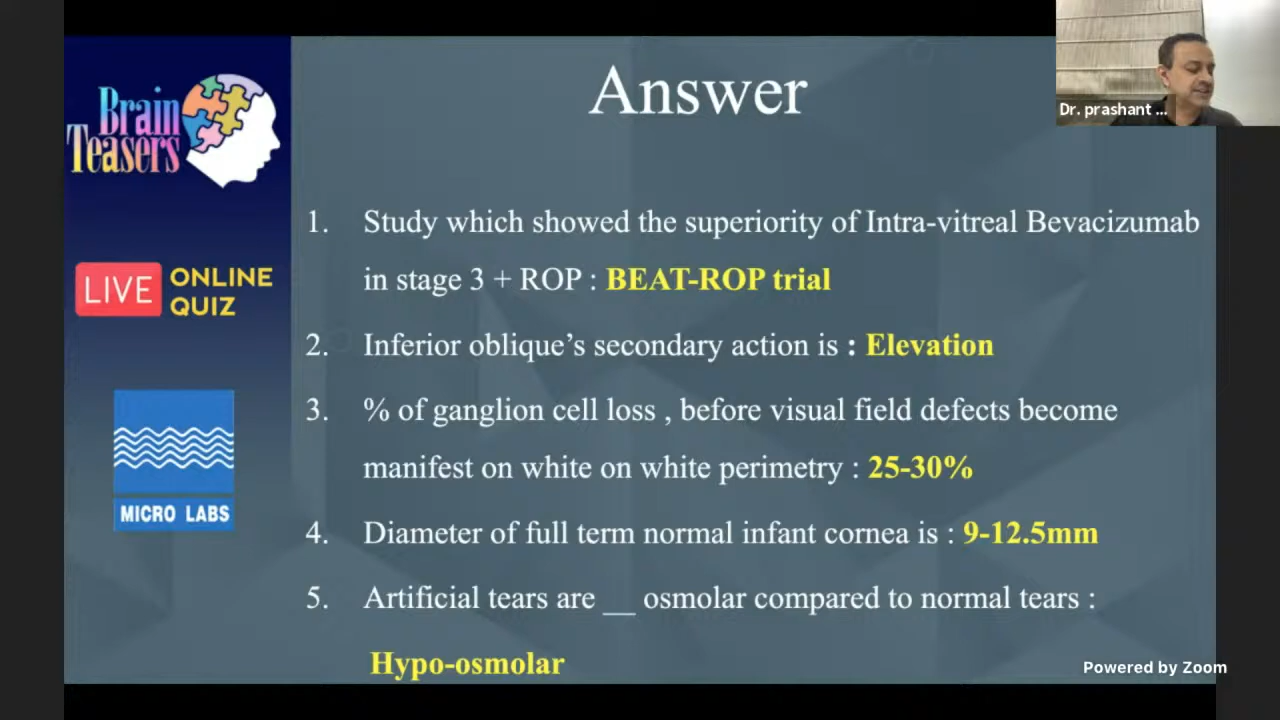 Answer
Dr. prashant ...
Brain
Teasers
LIVE ONLINE
QUIZ
MICRO LABS
1. Study which showed the superiority of Intra-vitreal Bevacizumab
in stage 3 + ROP : BEAT-ROP trial
2. Inferior oblique’s secondary action is : Elevation
3. % of ganglion cell loss , before visual field defects become
manifest on white on white perimetry : 25-30%
4. Diameter of full term normal infant cornea is : 9-12.5mm
5. Artificial tears are __ osmolar compared to normal tears :
Hypo-osmolar
Powered by Zoom